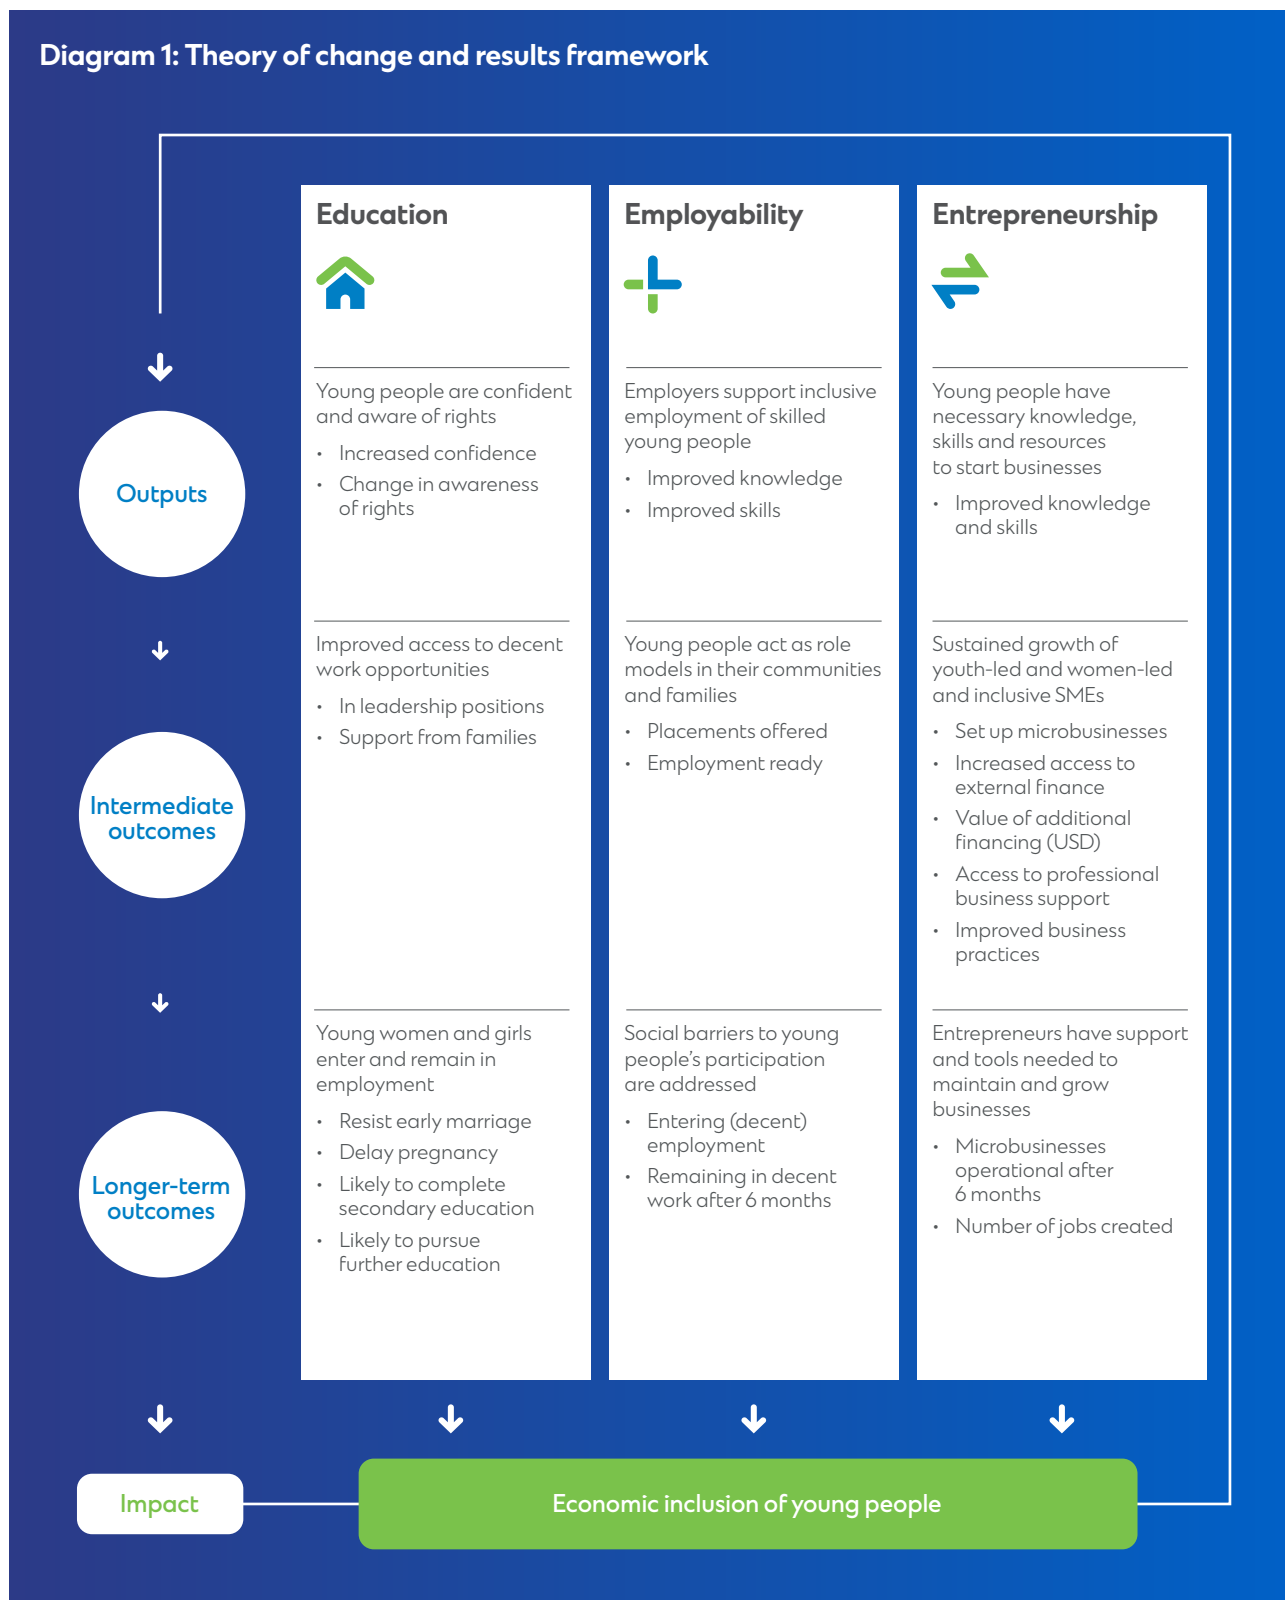 Diagram 1: Theory of change and results framework
Education
Employability
Entrepreneurship
Outputs
Young people are confident
and aware of rights
• Increased confidence
• Change in awareness
of rights
Employers support inclusive
employment of skilled
young people
• Improved knowledge
• Improved skills
Young people have
necessary knowledge,
skills and resources
to start businesses
• Improved knowledge
and skills
Intermediate
outcomes
Improved access to decent
work opportunities
• In leadership positions
• Support from families
Young people act as role
models in their communities
and families
• Placements offered
• Employment ready
Sustained growth of
youth-led and women-led
and inclusive SMEs
• Set up microbusinesses
• Increased access to
external finance
• Value of additional
financing (USD)
• Access to professional
business support
• Improved business
practices
Longer-term
outcomes
Young women and girls
enter and remain in
employment
• Resist early marriage
• Delay pregnancy
• Likely to complete
secondary education
• Likely to pursue
further education
Social barriers to young
people's participation
are addressed
• Entering (decent)
employment
• Remaining in decent
work after 6 months
Entrepreneurs have support
and tools needed to
maintain and grow
businesses
• Microbusinesses
operational after
6 months
• Number of jobs created
Impact
Economic inclusion of young people